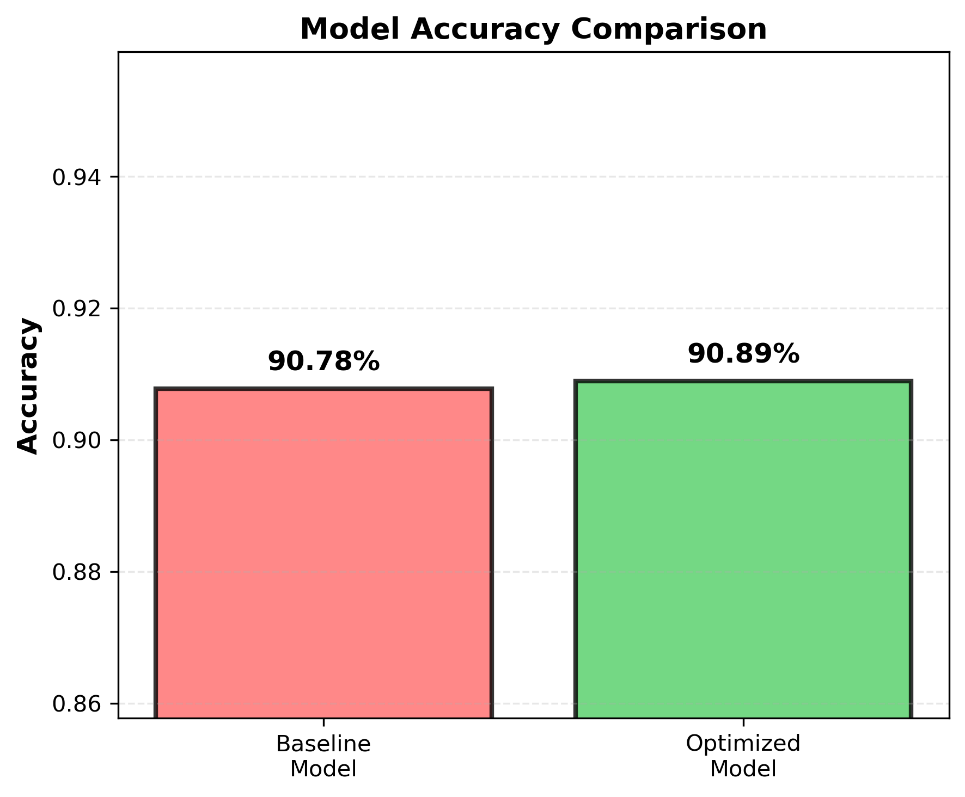 Model Accuracy Comparison
Accuracy
0.94
0.92
0.90
0.88
0.86
90.78%
90.89%
Baseline
Model
Optimized
Model